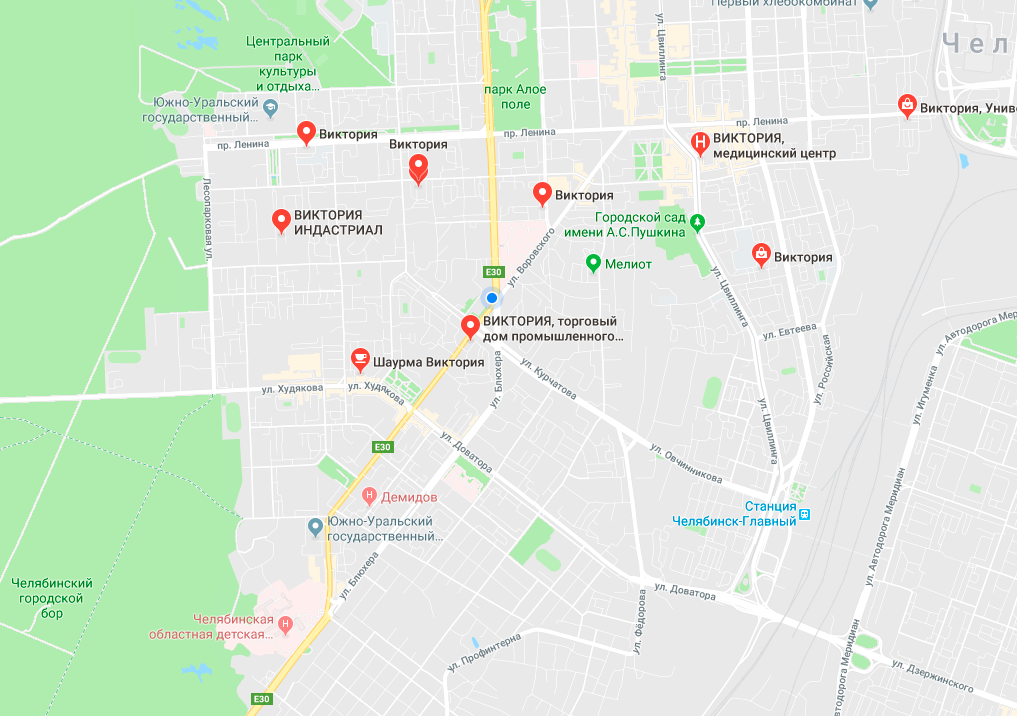 Первый хлебокомбинат
Чел
Центральный
парк
культуры
и отдыха...
ул. Цвиллинга
парк Алое
поле
Южно-Уральский
государственный...
Виктория, Униве
пр. Ленина
Виктория
пр. Ленина
пр. Ленина
Виктория
ВИКТОРИЯ,
медицинский центр
Лесопарковая ул.
Виктория
ВИКТОРИЯ
ИНДАСТРИАЛ
Городской сад
имени А.С.Пушкина
ул. Воровского
Мелиот
Виктория
E30
ул. Цвиллинга
ВИКТОРИЯ, торговый
дом промышленного...
ул. Евтеева
ул. Автодорога Меридиан
ул. Российская
Шаурма Виктория
ул. Блюхера
ул. Курчатова
ул. Худякова
ул. Худякова
ул. Игуменка
ул. Цвиллинга
E30
ул. Доватора
ул. Овчинникова
Демидов
Станция
Челябинск-Главный
Южно-Уральский
государственный...
ул. Автодорога Меридиан
Челябинский
городской
бор
ул. Блюхера
ул. Доватора
Челябинская
областная детская...
ул. Фёдорова
ул. Профинтерна
ул. Дзержинского
автодорога Меридиан
E30